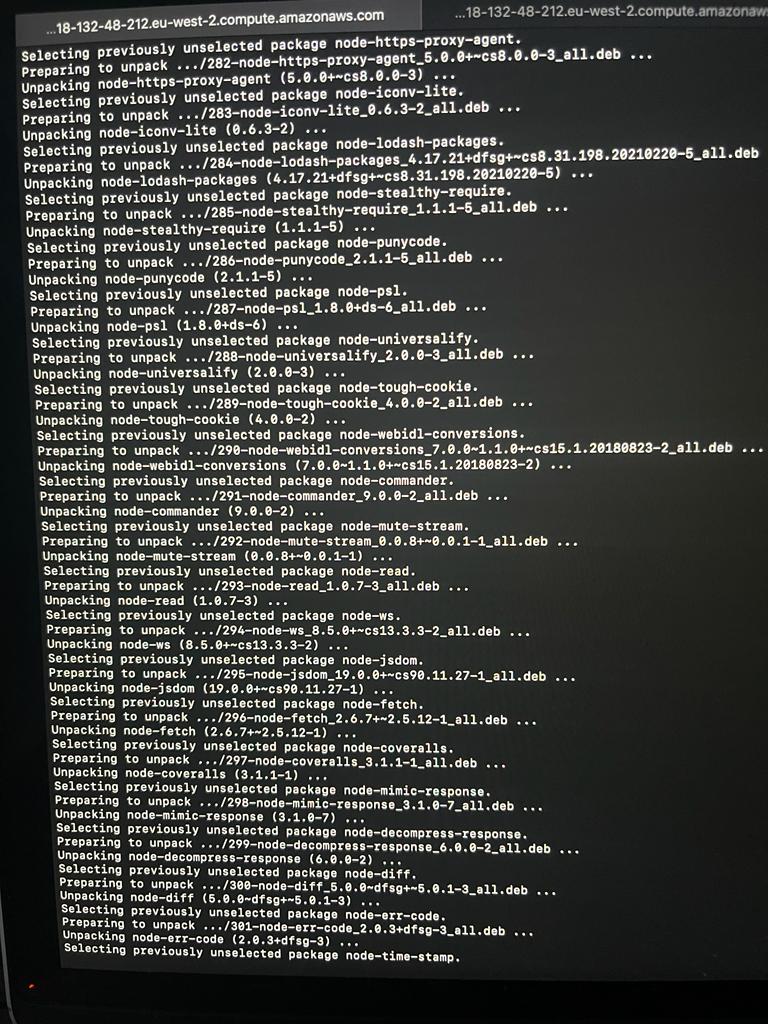 ...18-132-48-212.eu-west-2.compute.amazonaws.com
...18-132-48-212.eu-west-2.compute.amazonaws
Selecting previously unselected package node-https-proxy-agent.
Preparing to unpack .../282-node-https-proxy-agent_5.0.0+~cs8.0.0-3_all.deb ...
Unpacking node-https-proxy-agent (5.0.0+~cs8.0.0-3) ...
Selecting previously unselected package node-iconv-lite.
Preparing to unpack .../283-node-iconv-lite_0.6.3-2_all.deb ...
Unpacking node-iconv-lite (0.6.3-2) ...
Selecting previously unselected package node-lodash-packages.
Preparing to unpack .../284-node-lodash-packages_4.17.21+dfsg+~cs8.31.198.20210220-5_all.deb
Unpacking node-lodash-packages (4.17.21+dfsg+~cs8.31.198.20210220-5) ...
Selecting previously unselected package node-stealthy-require.
Preparing to unpack .../285-node-stealthy-require_1.1.1-5_all.deb ...
Unpacking node-stealthy-require (1.1.1-5) ...
Selecting previously unselected package node-punycode.
Preparing to unpack .../286-node-punycode_2.1.1-5_all.deb ...
Unpacking node-punycode (2.1.1-5) ...
Selecting previously unselected package node-psl.
Preparing to unpack .../287-node-psl_1.8.0+ds-6_all.deb ...
Unpacking node-psl (1.8.0+ds-6) ...
Selecting previously unselected package node-universalify.
Preparing to unpack .../288-node-universalify_2.0.0-3_all.deb ...
Unpacking node-universalify (2.0.0-3) ...
Selecting previously unselected package node-tough-cookie.
Preparing to unpack .../289-node-tough-cookie_4.0.0-2_all.deb ...
Unpacking node-tough-cookie (4.0.0-2) ...
Selecting previously unselected package node-webidl-conversions.
Preparing to unpack .../290-node-webidl-conversions_7.0.0~1.1.0+~cs15.1.20180823-2_all.deb ...
Unpacking node-webidl-conversions (7.0.0~1.1.0+~cs15.1.20180823-2) ...
Selecting previously unselected package node-commander.
Preparing to unpack .../291-node-commander_9.0.0-2_all.deb ...
Unpacking node-commander (9.0.0-2) ...
Selecting previously unselected package node-mute-stream.
Preparing to unpack .../292-node-mute-stream_0.0.8+~0.0.1-1_all.deb ...
Unpacking node-mute-stream (0.0.8+~0.0.1-1) ...
Selecting previously unselected package node-read.
Preparing to unpack .../293-node-read_1.0.7-3_all.deb ...
Unpacking node-read (1.0.7-3) ...
Selecting previously unselected package node-ws.
Preparing to unpack .../294-node-ws_8.5.0+~cs13.3.3-2_all.deb ...
Unpacking node-ws (8.5.0+~cs13.3.3-2) ...
Selecting previously unselected package node-jsdom.
Preparing to unpack .../295-node-jsdom_19.0.0+~cs90.11.27-1_all.deb ...
Unpacking node-jsdom (19.0.0+~cs90.11.27-1) ...
Selecting previously unselected package node-fetch.
Preparing to unpack .../296-node-fetch_2.6.7+~2.5.12-1_all.deb ...
Unpacking node-fetch (2.6.7+~2.5.12-1) ...
Selecting previously unselected package node-coveralls.
Preparing to unpack .../297-node-coveralls_3.1.1-1_all.deb ...
Unpacking node-coveralls (3.1.1-1) ...
Selecting previously unselected package node-mimic-response.
Preparing to unpack .../298-node-mimic-response_3.1.0-7_all.deb ...
Unpacking node-mimic-response (3.1.0-7) ...
Selecting previously unselected package node-decompress-response.
Preparing to unpack .../299-node-decompress-response_6.0.0-2_all.deb ...
Unpacking node-decompress-response (6.0.0-2) ...
Selecting previously unselected package node-diff.
Preparing to unpack .../300-node-diff_5.0.0~dfsg+~5.0.1-3_all.deb ...
Unpacking node-diff (5.0.0~dfsg+~5.0.1-3) ...
Selecting previously unselected package node-err-code.
Preparing to unpack .../301-node-err-code_2.0.3+dfsg-3_all.deb ...
Unpacking node-err-code (2.0.3+dfsg-3) ...
Selecting previously unselected package node-time-stamp.